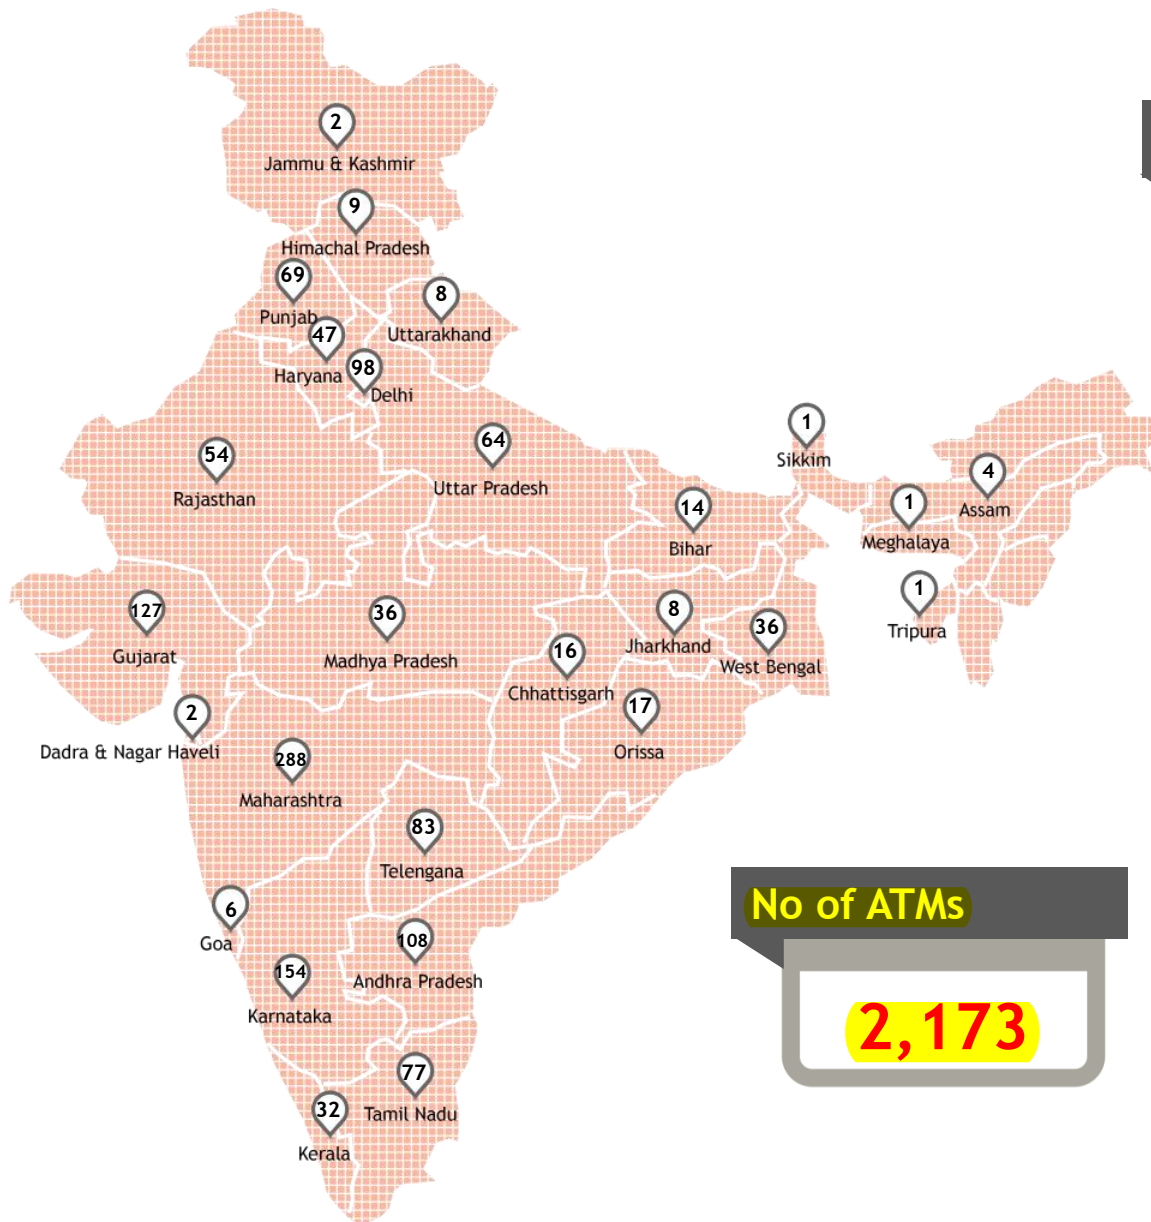 2
Jammu & Kashmir
9
Himachal Pradesh
69
Punjab
8
Uttarakhand
47
Haryana
98
Delhi
54
Rajasthan
64
Uttar Pradesh
1
Sikkim
4
Assam
14
Bihar
1
Meghalaya
127
Gujarat
36
Madhya Pradesh
8
Jharkhand
36
West Bengal
1
Tripura
16
Chhattisgarh
17
Orissa
2
Dadra & Nagar Haveli
288
Maharashtra
83
Telengana
6
Goa
108
Andhra Pradesh
154
Karnataka
77
Tamil Nadu
32
Kerala
No of ATMs
2,173